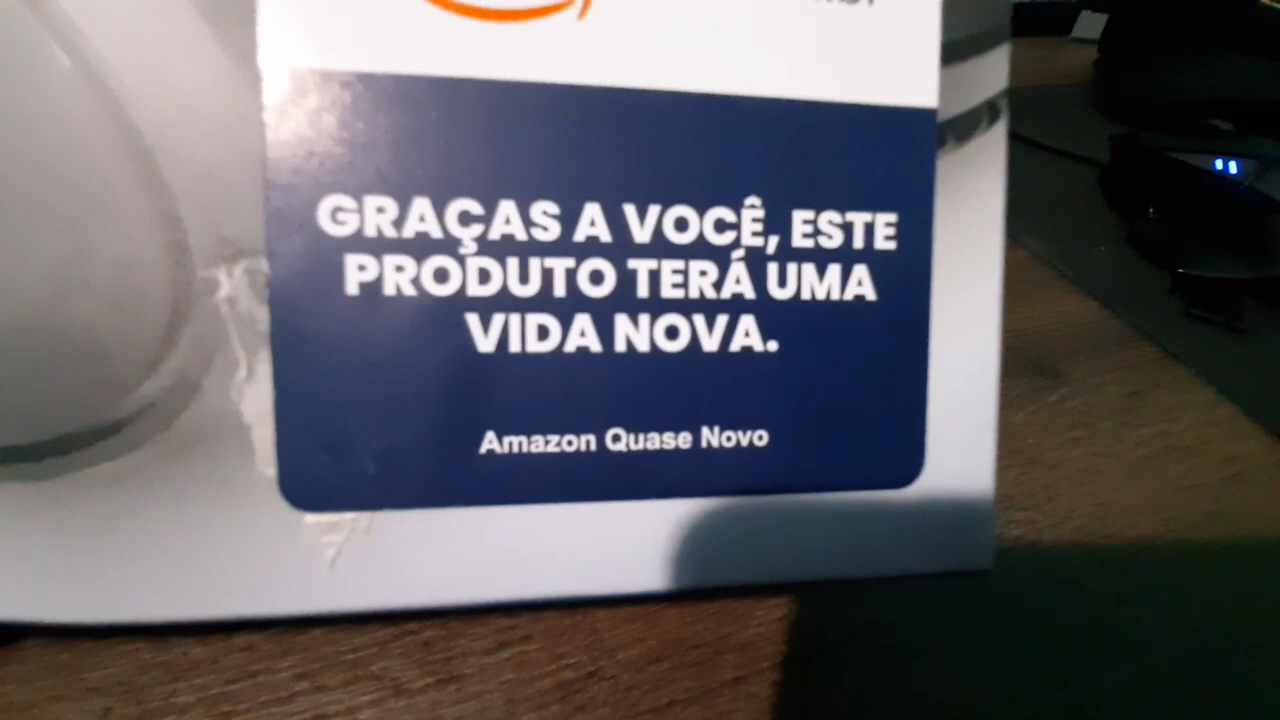 GRAÇAS A VOCÊ, ESTE
PRODUTO TERÁ UMA
VIDA NOVA.
Amazon Quase Novo